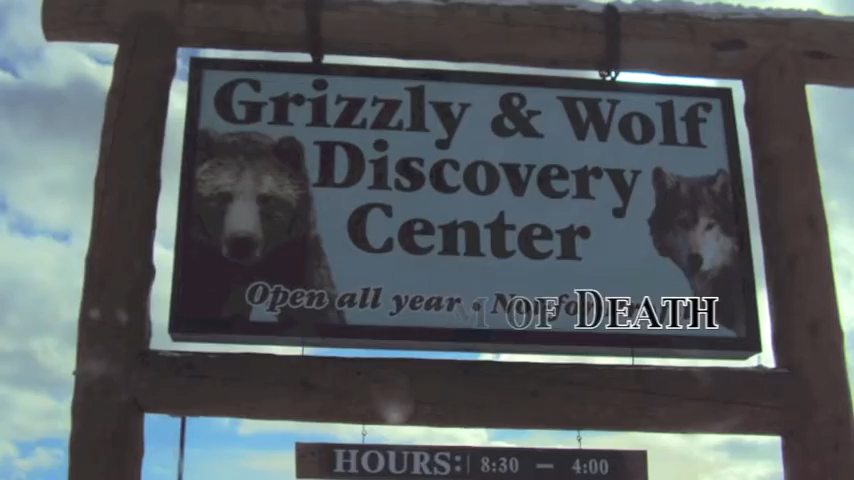 Grizzly & Wolf
Discovery
Center
Open all year •
OF DEATH
HOURS: 8:30 — 4:00